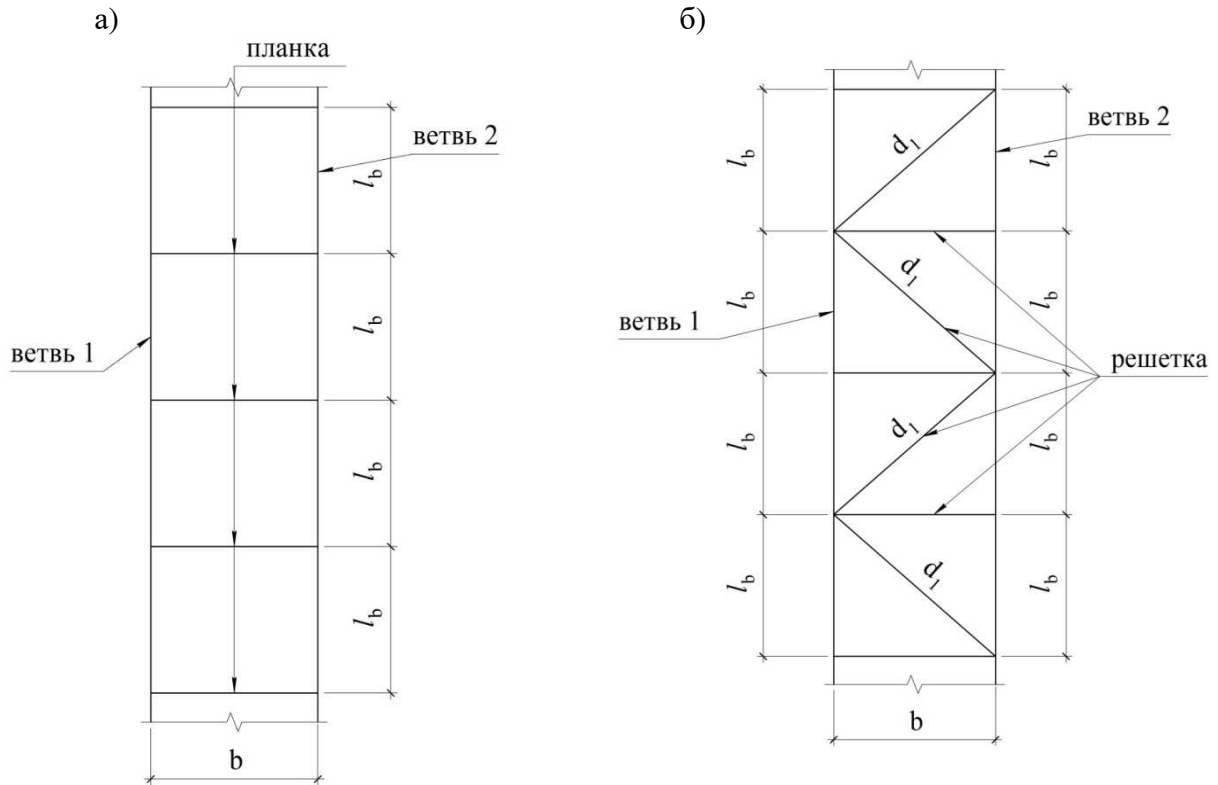 а)
планка
ветвь 2
l_b
l_b
ветвь 1
l_b
l_b
b
б)
l_b
d_1
l_b
ветвь 2
l_b
d_1
l_b
ветвь 1
решетка
l_b
d_1
l_b
l_b
d_1
l_b
b